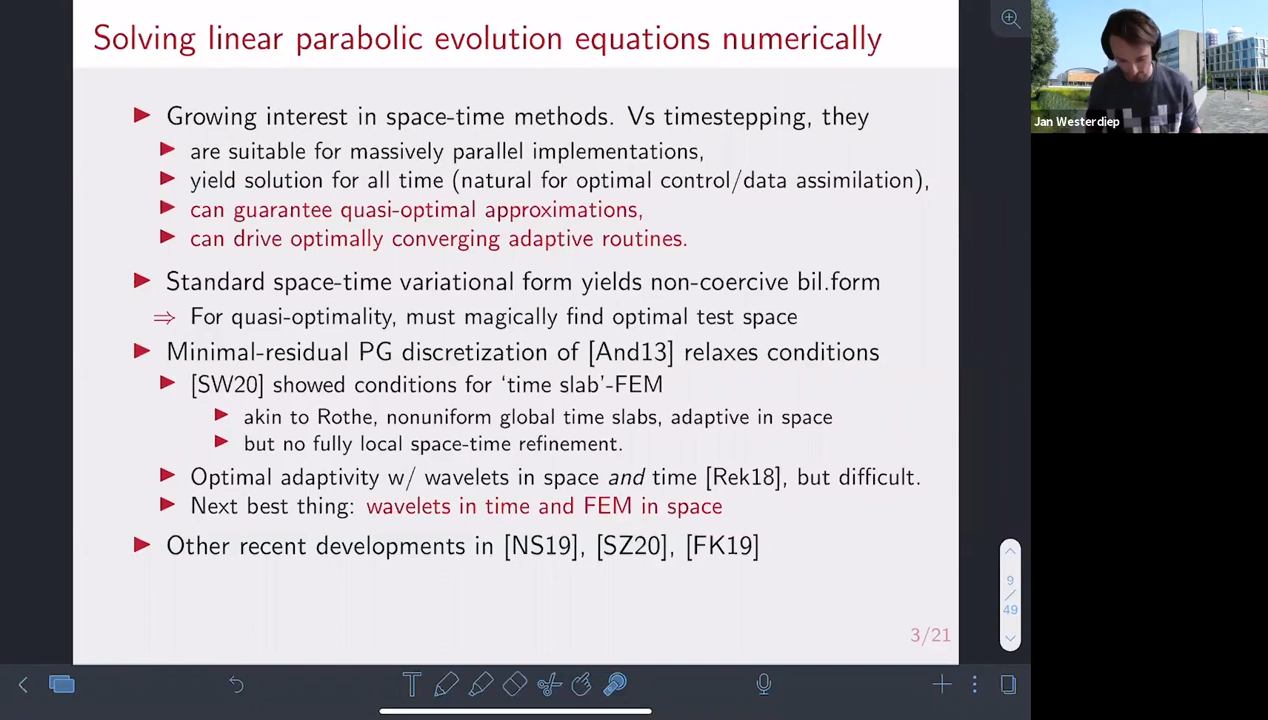 Solving linear parabolic evolution equations numerically
Growing interest in space-time methods. Vs timestepping, they
are suitable for massively parallel implementations,
yield solution for all time (natural for optimal control/data assimilation),
can guarantee quasi-optimal approximations,
can drive optimally converging adaptive routines.
Standard space-time variational form yields non-coercive bil.form
⇒ For quasi-optimality, must magically find optimal test space
Minimal-residual PG discretization of [And13] relaxes conditions
[SW20] showed conditions for ‘time slab’-FEM
akin to Rothe, nonuniform global time slabs, adaptive in space
but no fully local space-time refinement.
Optimal adaptivity w/ wavelets in space and time [Rek18], but difficult.
Next best thing: wavelets in time and FEM in space
Other recent developments in [NS19], [SZ20], [FK19]
3/21
9
/
49
Jan Westerdiep